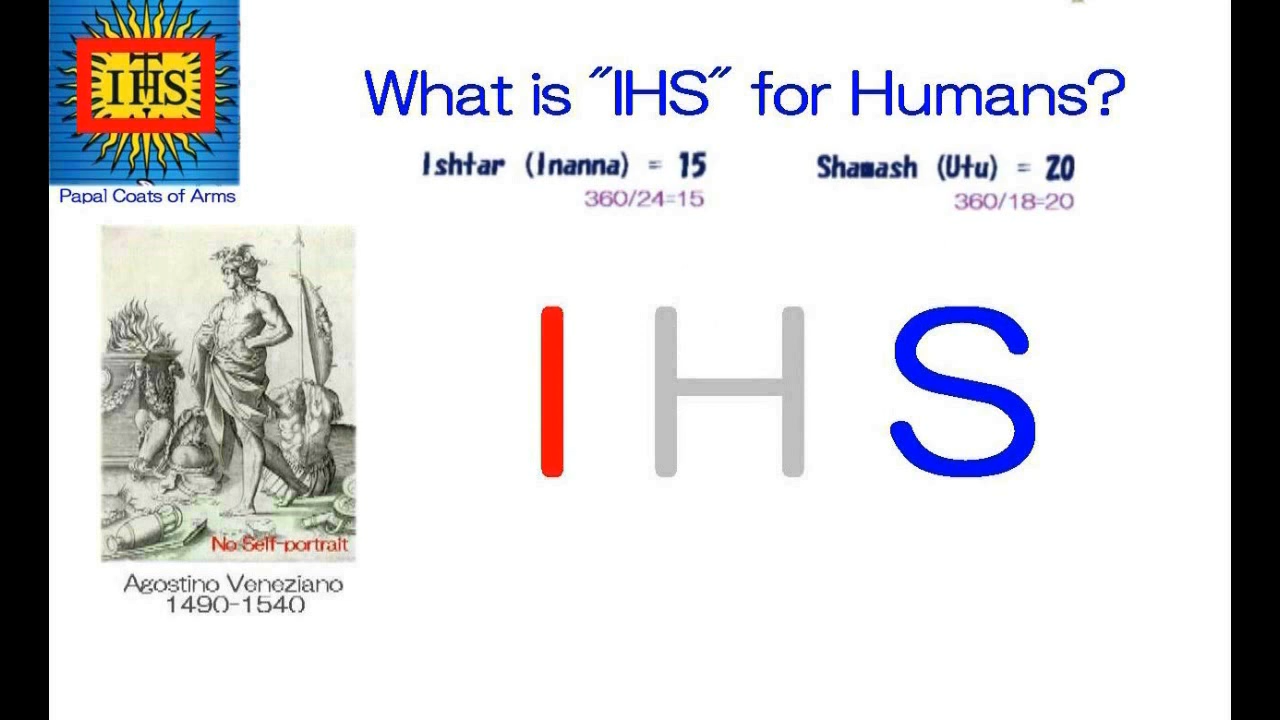 IHS
What is "IHS" for Humans?
Ishtar (Inanna) = 15
Shamash (Utu) = 20
360/24=15
360/18=20
Papal Coats of Arms
I H S
No Self-portrait
Agostino Veneziano
1490-1540